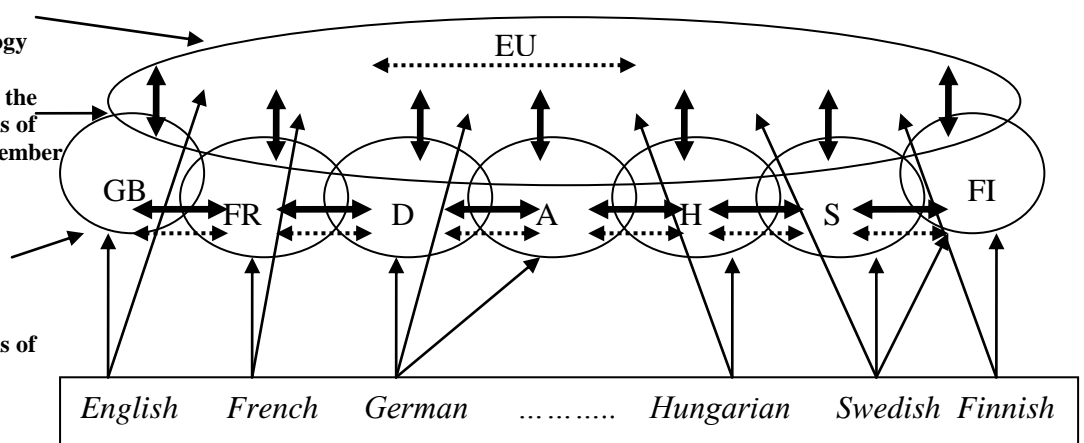 ogy
EU
the
s of
ember
GB
FR
D
A
H
S
FI
s of
English French German ……….. Hungarian Swedish Finnish